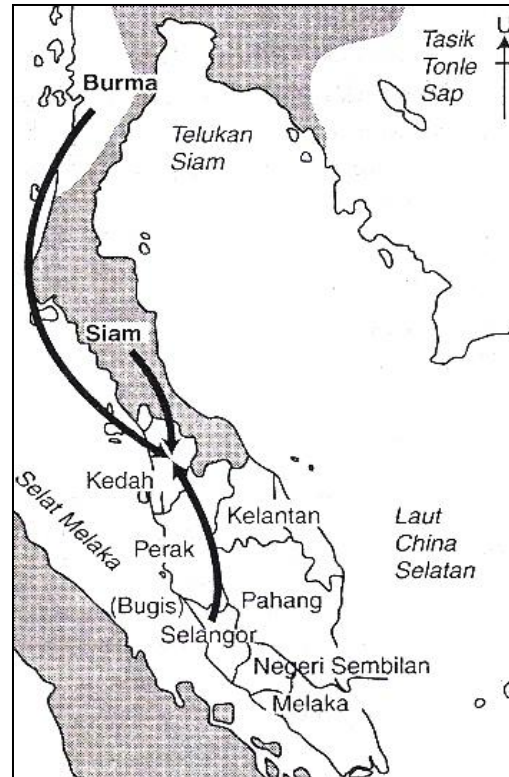 Burma
Telukan
Siam
Tasik
Tonle
Sap
U
Siam
Kedah
Selat Melaka
Kelantan
Perak
Laut
China
Selatan
(Bugis)
Pahang
Selangor
Negeri Sembilan
Melaka